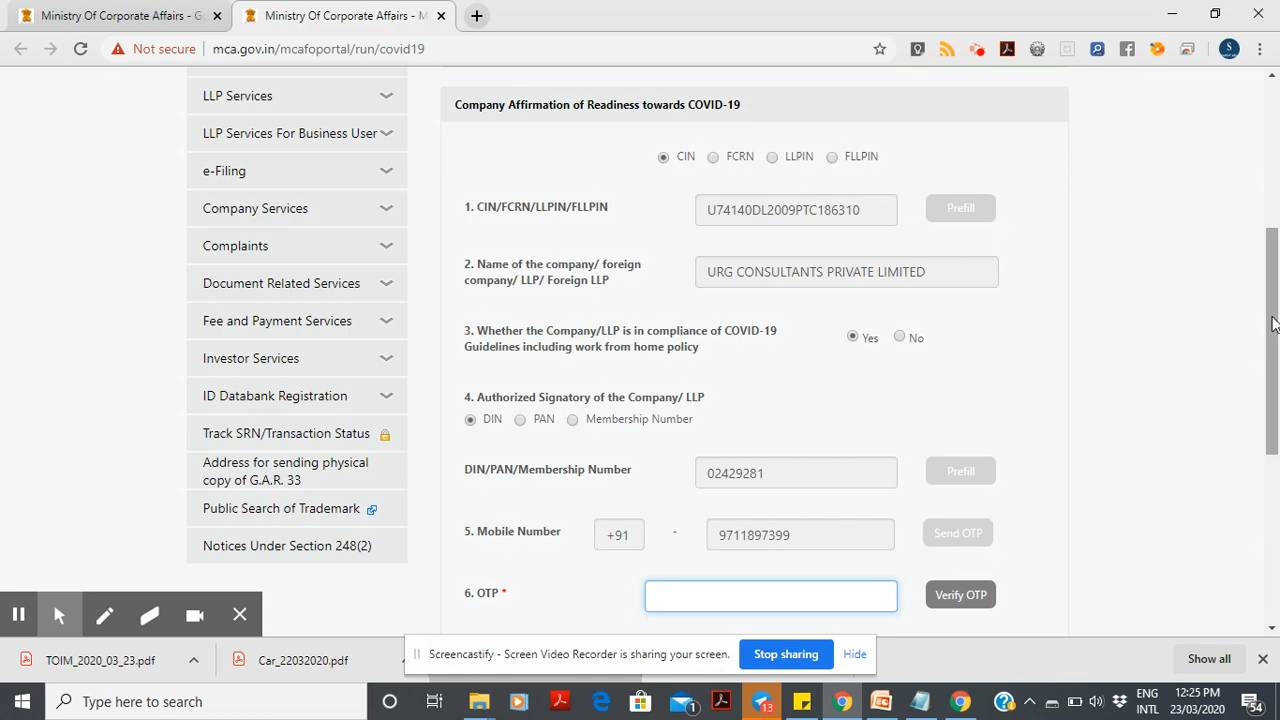 Ministry Of Corporate Affairs - G
Ministry Of Corporate Affairs - M
Not secure
mca.gov.in/mcafoportal/run/covid19
LLP Services
LLP Services For Business User
e-Filing
Company Services
Complaints
Document Related Services
Fee and Payment Services
Investor Services
ID Databank Registration
Track SRN/Transaction Status
Address for sending physical
copy of G.A.R. 33
Public Search of Trademark
Notices Under Section 248(2)
Company Affirmation of Readiness towards COVID-19
CIN FCRN LLPIN FLLPIN
1. CIN/FCRN/LLPIN/FLLPIN
U74140DL2009PTC186310
Prefill
2. Name of the company/ foreign
company/ LLP/ Foreign LLP
URG CONSULTANTS PRIVATE LIMITED
3. Whether the Company/LLP is in compliance of COVID-19
Guidelines including work from home policy
Yes No
4. Authorized Signatory of the Company/ LLP
DIN PAN Membership Number
DIN/PAN/Membership Number
02429281
Prefill
5. Mobile Number
+91 - 9711897399
Send OTP
6. OTP *
Verify OTP
Screencastify - Screen Video Recorder is sharing your screen.
Stop sharing
Hide
TOIM_2020_03_23.pdf
Car_22032020.pdf
Show all
Type here to search
1
13
ENG
INTL
12:25 PM
23/03/2020
54